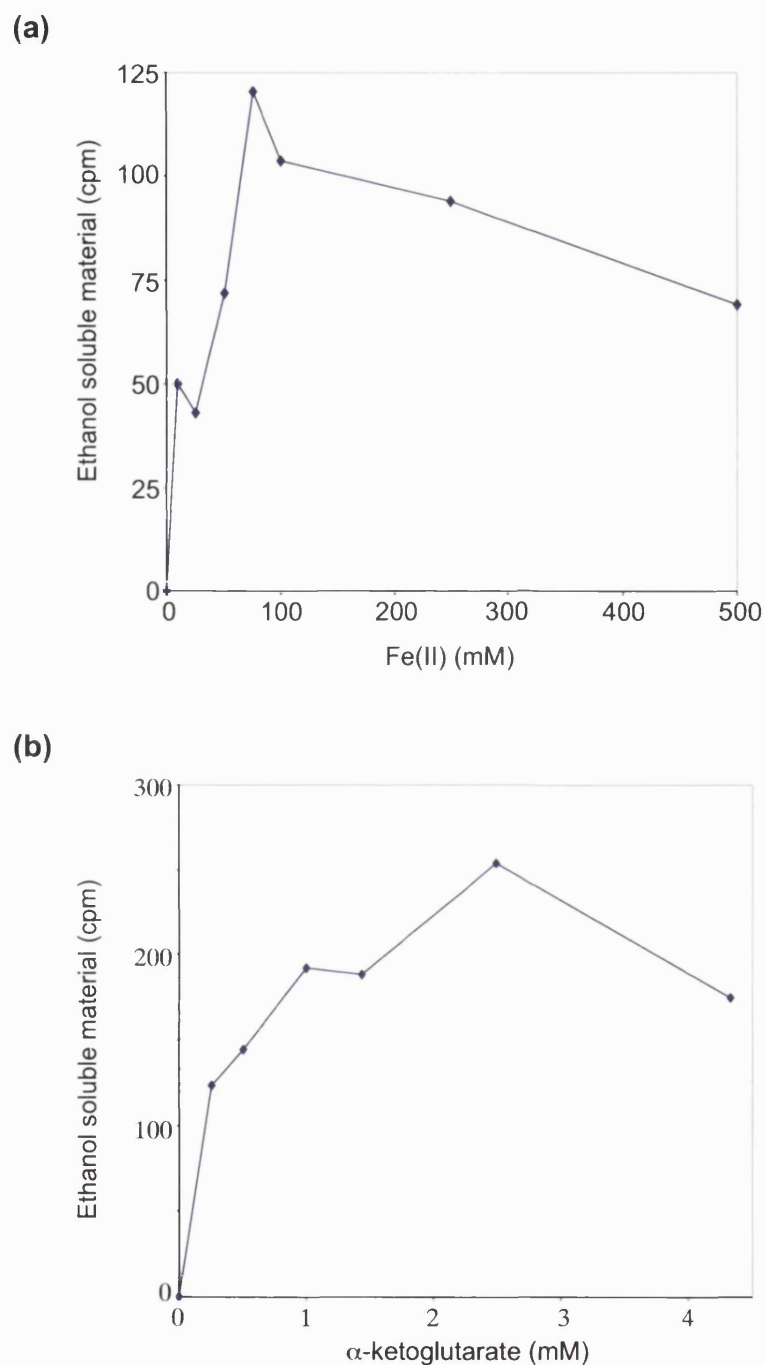 (a)
125
100
75
50
25
0
Ethanol soluble material (cpm)
0 100 200 300 400 500
Fe(II) (mM)
(b)
300
200
100
0
Ethanol soluble material (cpm)
0 1 2 3 4
α-ketoglutarate (mM)